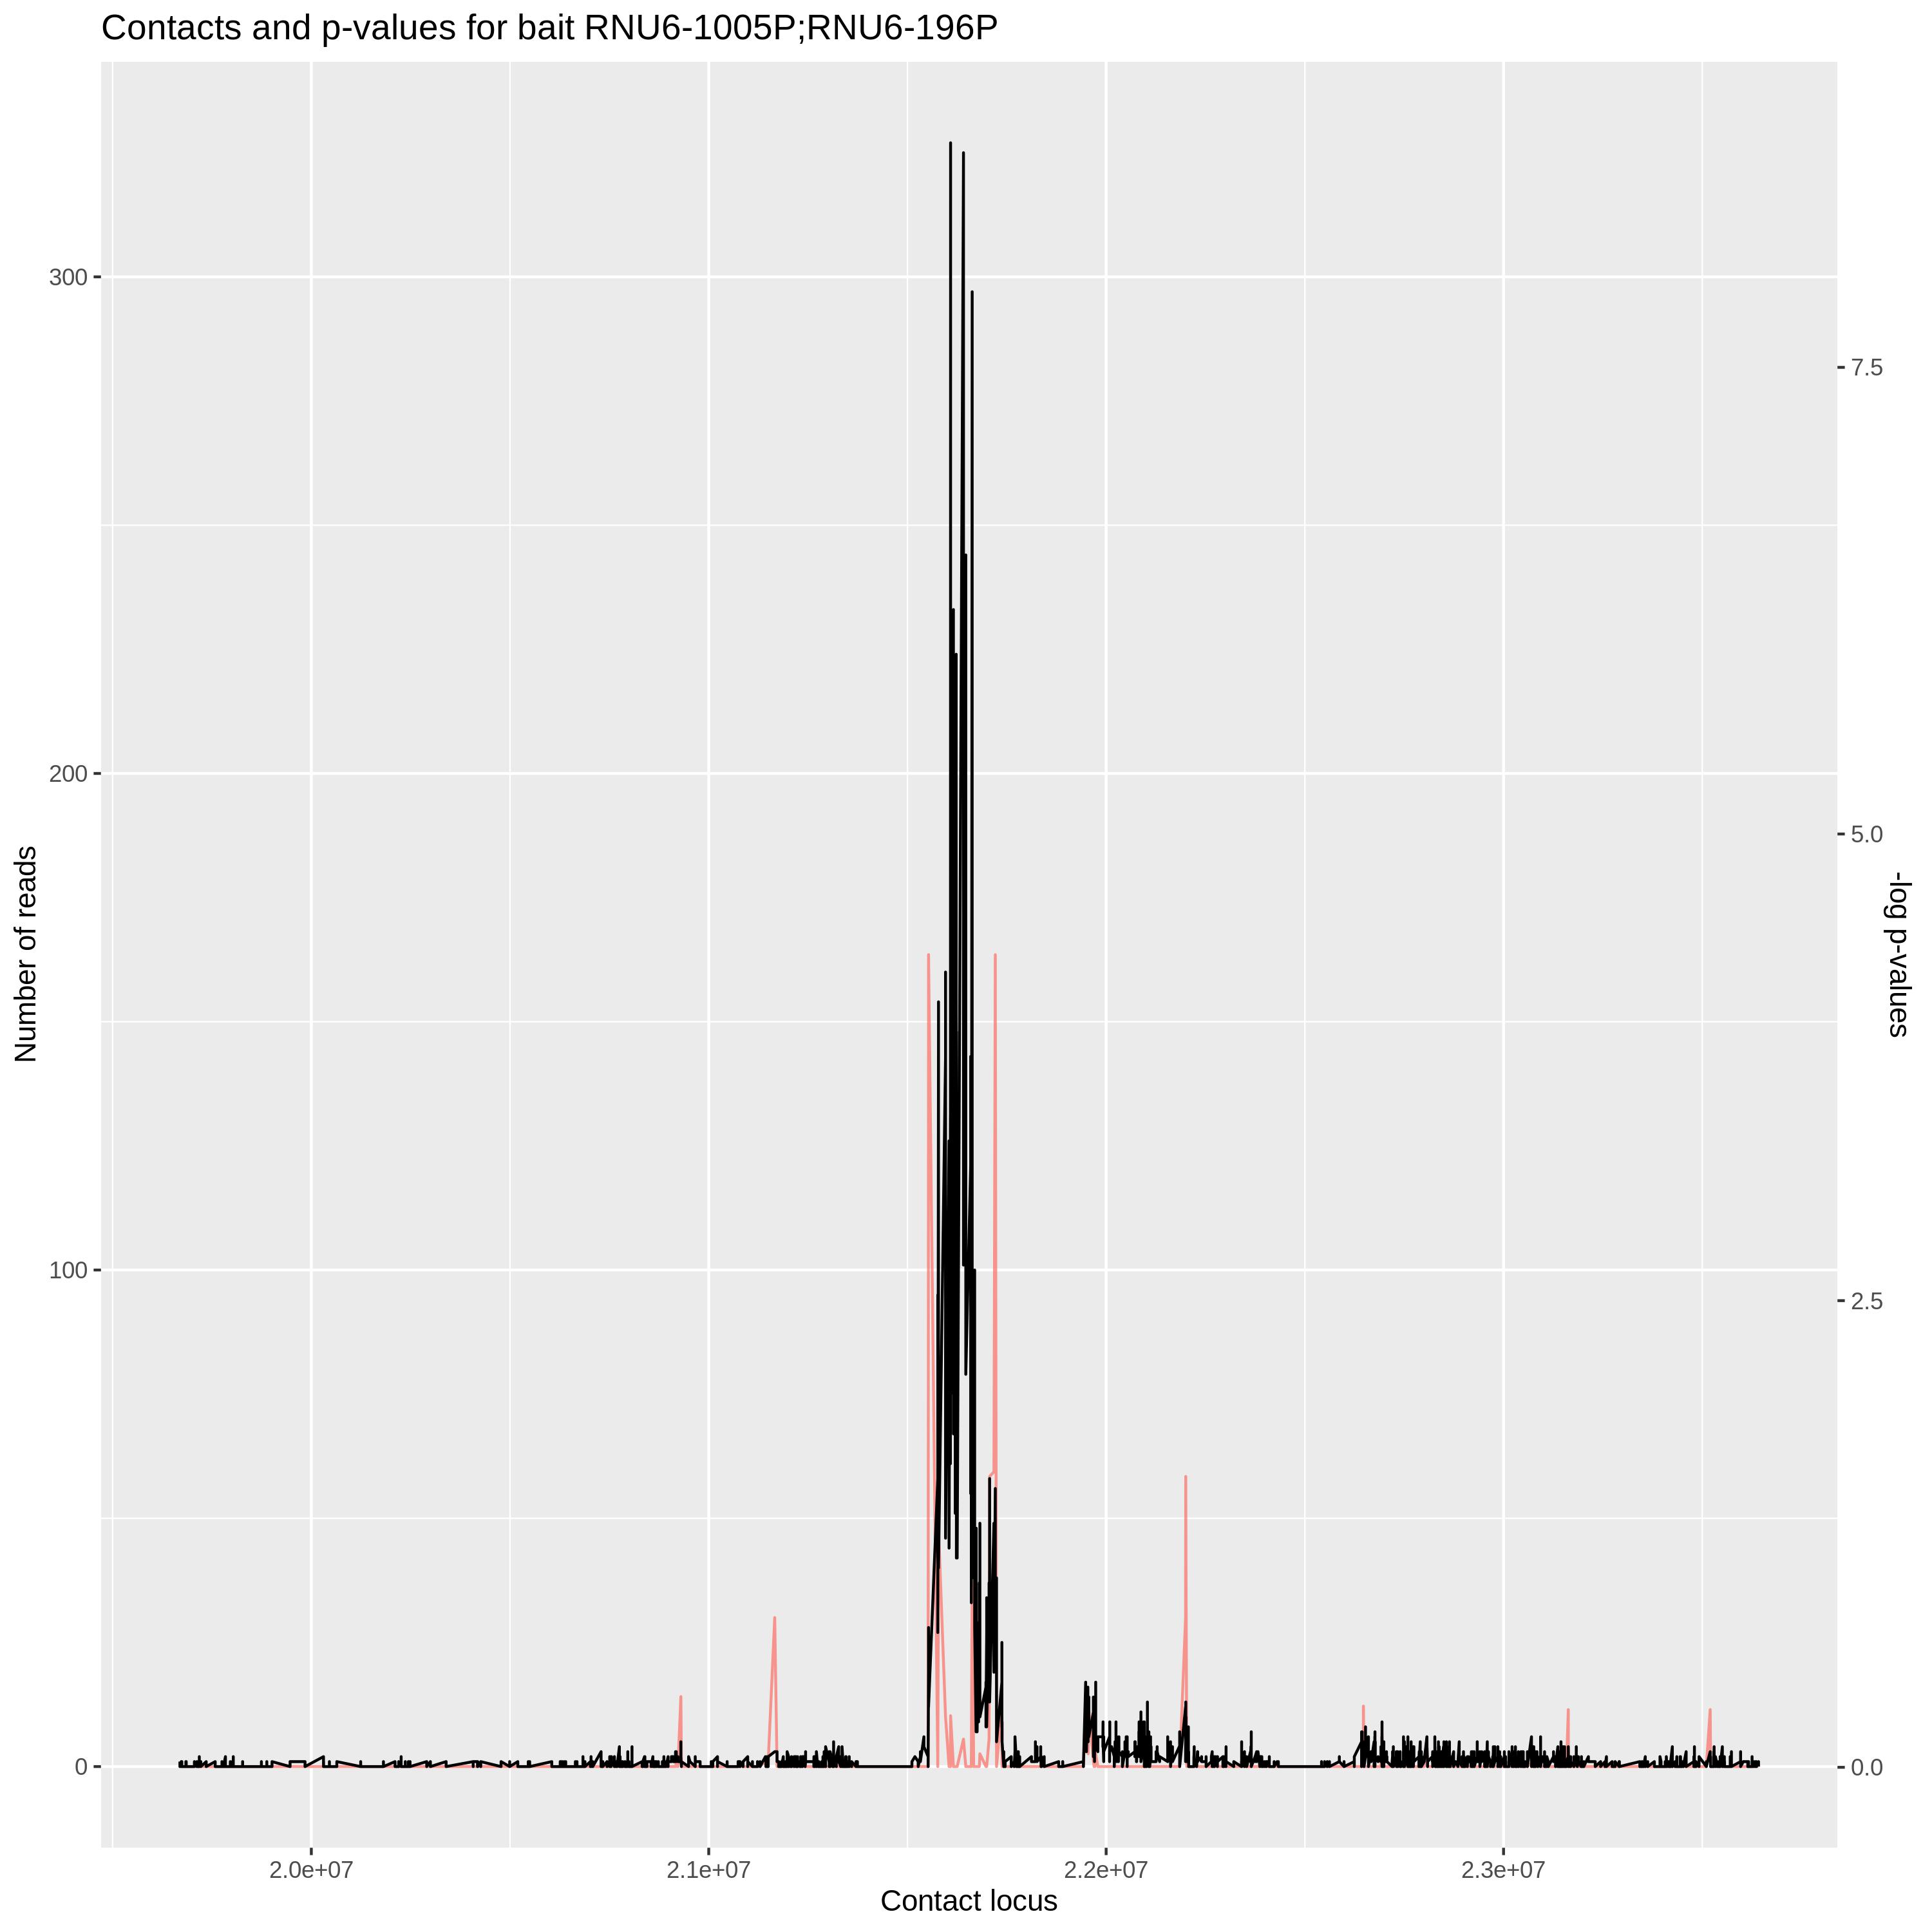 Contacts and p-values for bait RNU6-1005P;RNU6-196P
Number of reads
300
200
100
0
7.5
5.0
2.5
0.0
-log p-values
2.0e+07
2.1e+07
2.2e+07
2.3e+07
Contact locus